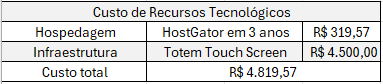 Custo de Recursos Tecnológicos
Hospedagem HostGator em 3 anos R$ 319,57
Infraestrutura Totem Touch Screen R$ 4.500,00
Custo total R$ 4.819,57